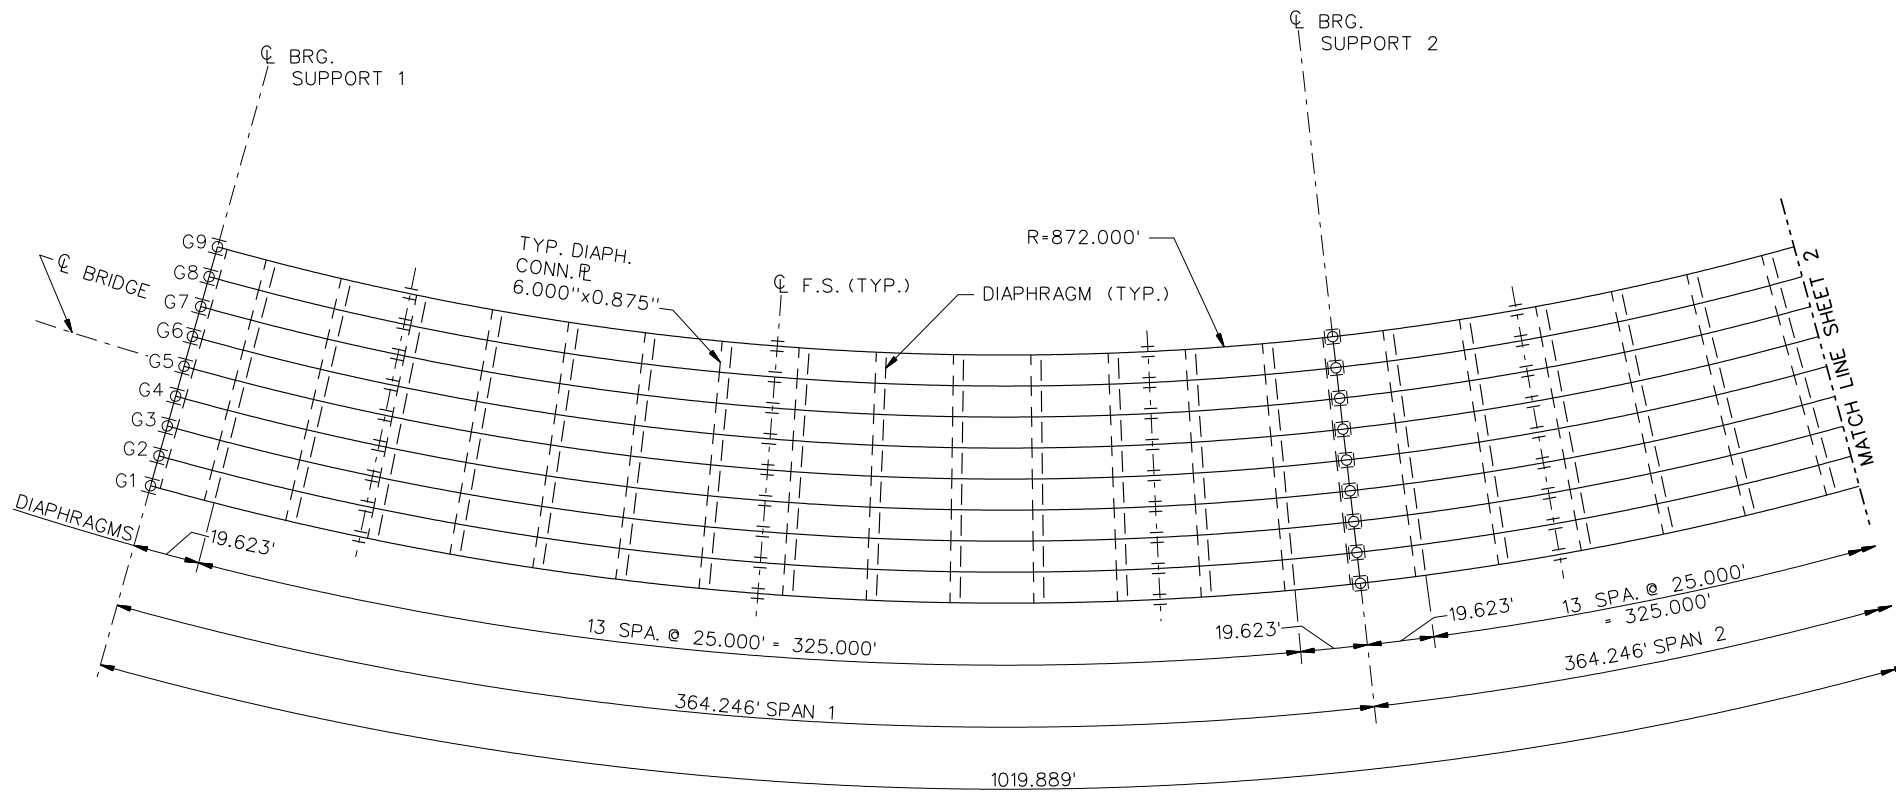 ℄ BRG.
SUPPORT 1
℄ BRG.
SUPPORT 2
R=872.000'
TYP. DIAPH.
CONN. ℙL
6.000"x0.875"
℄ F.S. (TYP.)
DIAPHRAGM (TYP.)
℄ BRIDGE
G9
G8
G7
G6
G5
G4
G3
G2
G1
MATCH LINE SHEET 2
DIAPHRAGMS
19.623'
13 SPA. @ 25.000' = 325.000'
19.623'
19.623'
13 SPA. @ 25.000'
= 325.000'
364.246' SPAN 1
364.246' SPAN 2
1019.889'